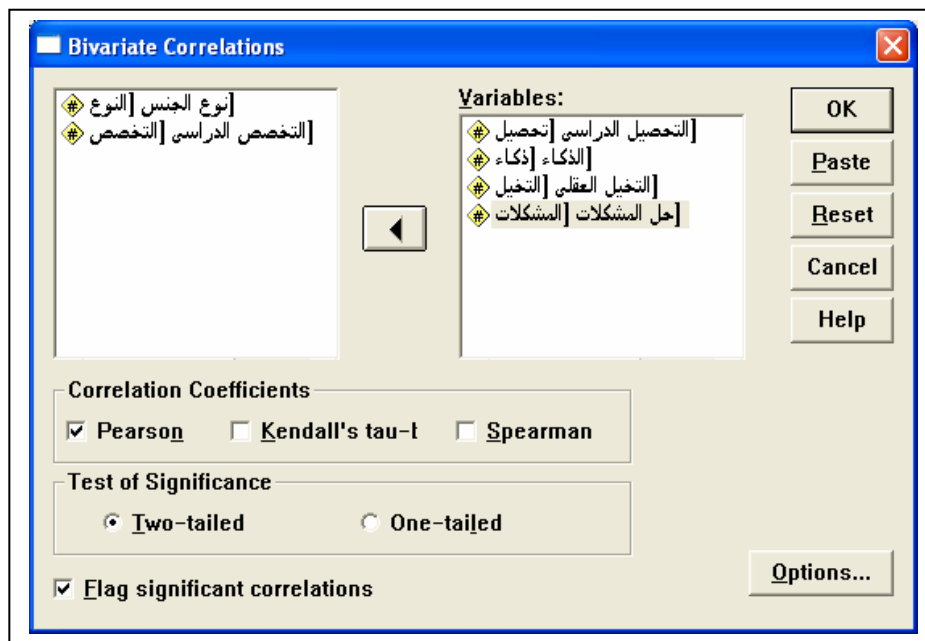 Bivariate Correlations
نوع الجنس [النوع]
التخصص الدراسى [التخصص]
Variables:
التحصيل الدراسى [تحصيل]
الذكاء [ذكاء]
التخيل العقلى [التخيل]
حل المشكلات [المشكلات]
OK
Paste
Reset
Cancel
Help
Correlation Coefficients
Pearson Kendall's tau-t Spearman
Test of Significance
Two-tailed One-tailed
Flag significant correlations
Options...